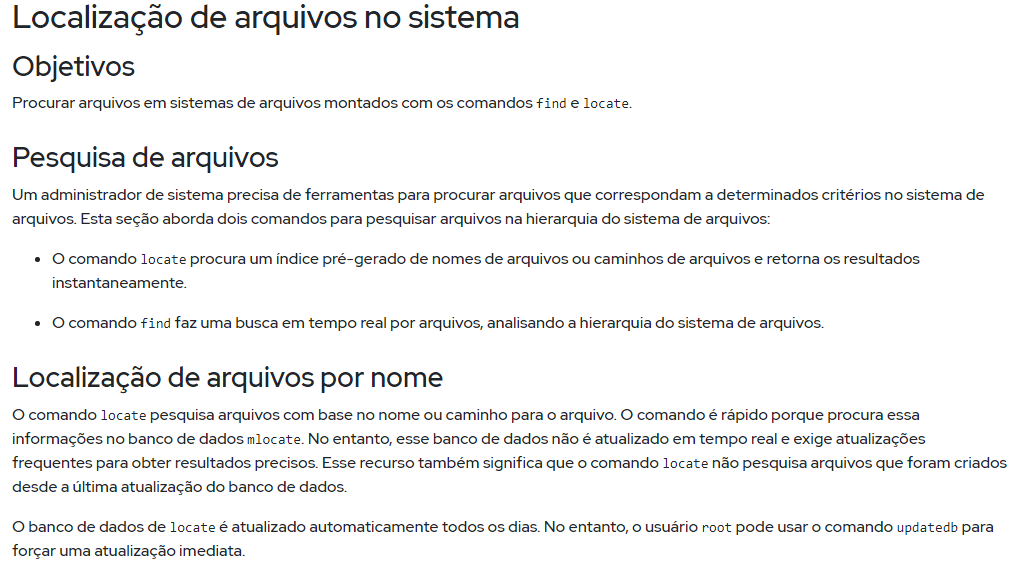 Localização de arquivos no sistema
Objetivos
Procurar arquivos em sistemas de arquivos montados com os comandos find e locate.
Pesquisa de arquivos
Um administrador de sistema precisa de ferramentas para procurar arquivos que correspondam a determinados critérios no sistema de
arquivos. Esta seção aborda dois comandos para pesquisar arquivos na hierarquia do sistema de arquivos:
• O comando locate procura um índice pré-gerado de nomes de arquivos ou caminhos de arquivos e retorna os resultados
instantaneamente.
• O comando find faz uma busca em tempo real por arquivos, analisando a hierarquia do sistema de arquivos.
Localização de arquivos por nome
O comando locate pesquisa arquivos com base no nome ou caminho para o arquivo. O comando é rápido porque procura essa
informações no banco de dados mlocate. No entanto, esse banco de dados não é atualizado em tempo real e exige atualizações
frequentes para obter resultados precisos. Esse recurso também significa que o comando locate não pesquisa arquivos que foram criados
desde a última atualização do banco de dados.
O banco de dados de locate é atualizado automaticamente todos os dias. No entanto, o usuário root pode usar o comando updatedb para
forçar uma atualização imediata.